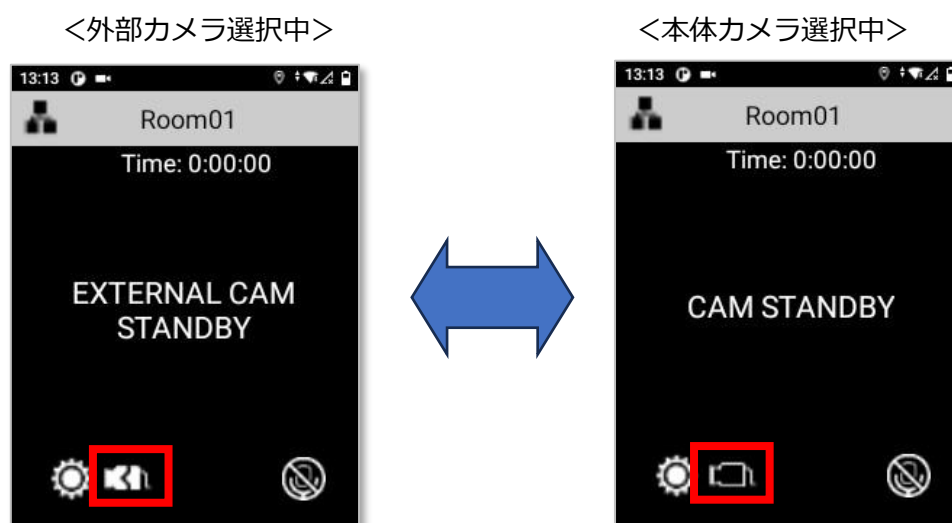 ＜外部カメラ選択中＞
＜本体カメラ選択中＞
13:13
Room01
Time: 0:00:00
EXTERNAL CAM
STANDBY
13:13
Room01
Time: 0:00:00
CAM STANDBY